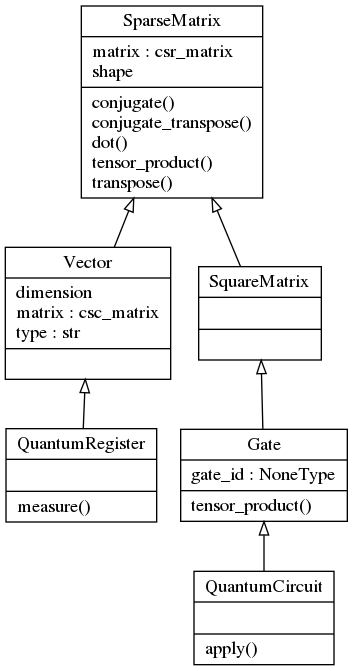 SparseMatrix
matrix : csr_matrix
shape
conjugate()
conjugate_transpose()
dot()
tensor_product()
transpose()
Vector
dimension
matrix : csc_matrix
type : str
SquareMatrix
QuantumRegister
measure()
Gate
gate_id : NoneType
tensor_product()
QuantumCircuit
apply()